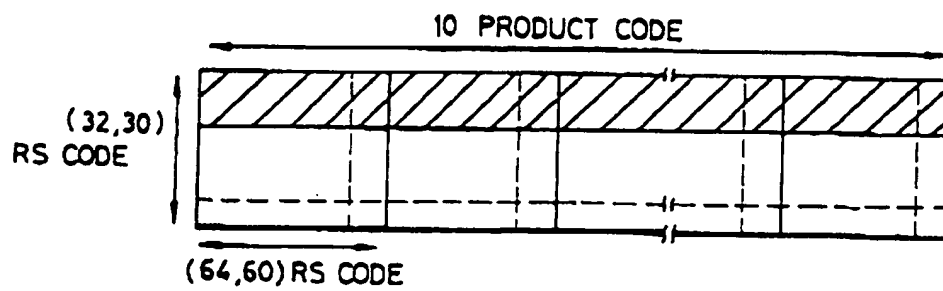 10 PRODUCT CODE
(32,30)
RS CODE
(64,60) RS CODE